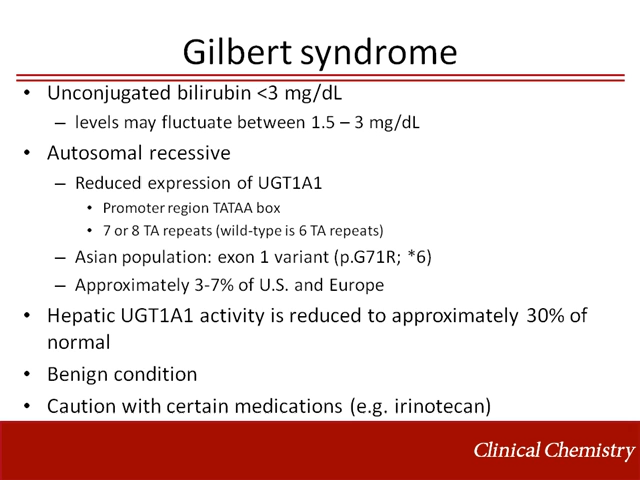 Gilbert syndrome
• Unconjugated bilirubin <3 mg/dL
– levels may fluctuate between 1.5 – 3 mg/dL
• Autosomal recessive
– Reduced expression of UGT1A1
• Promoter region TATAA box
• 7 or 8 TA repeats (wild-type is 6 TA repeats)
– Asian population: exon 1 variant (p.G71R; *6)
– Approximately 3-7% of U.S. and Europe
• Hepatic UGT1A1 activity is reduced to approximately 30% of
normal
• Benign condition
• Caution with certain medications (e.g. irinotecan)
Clinical Chemistry